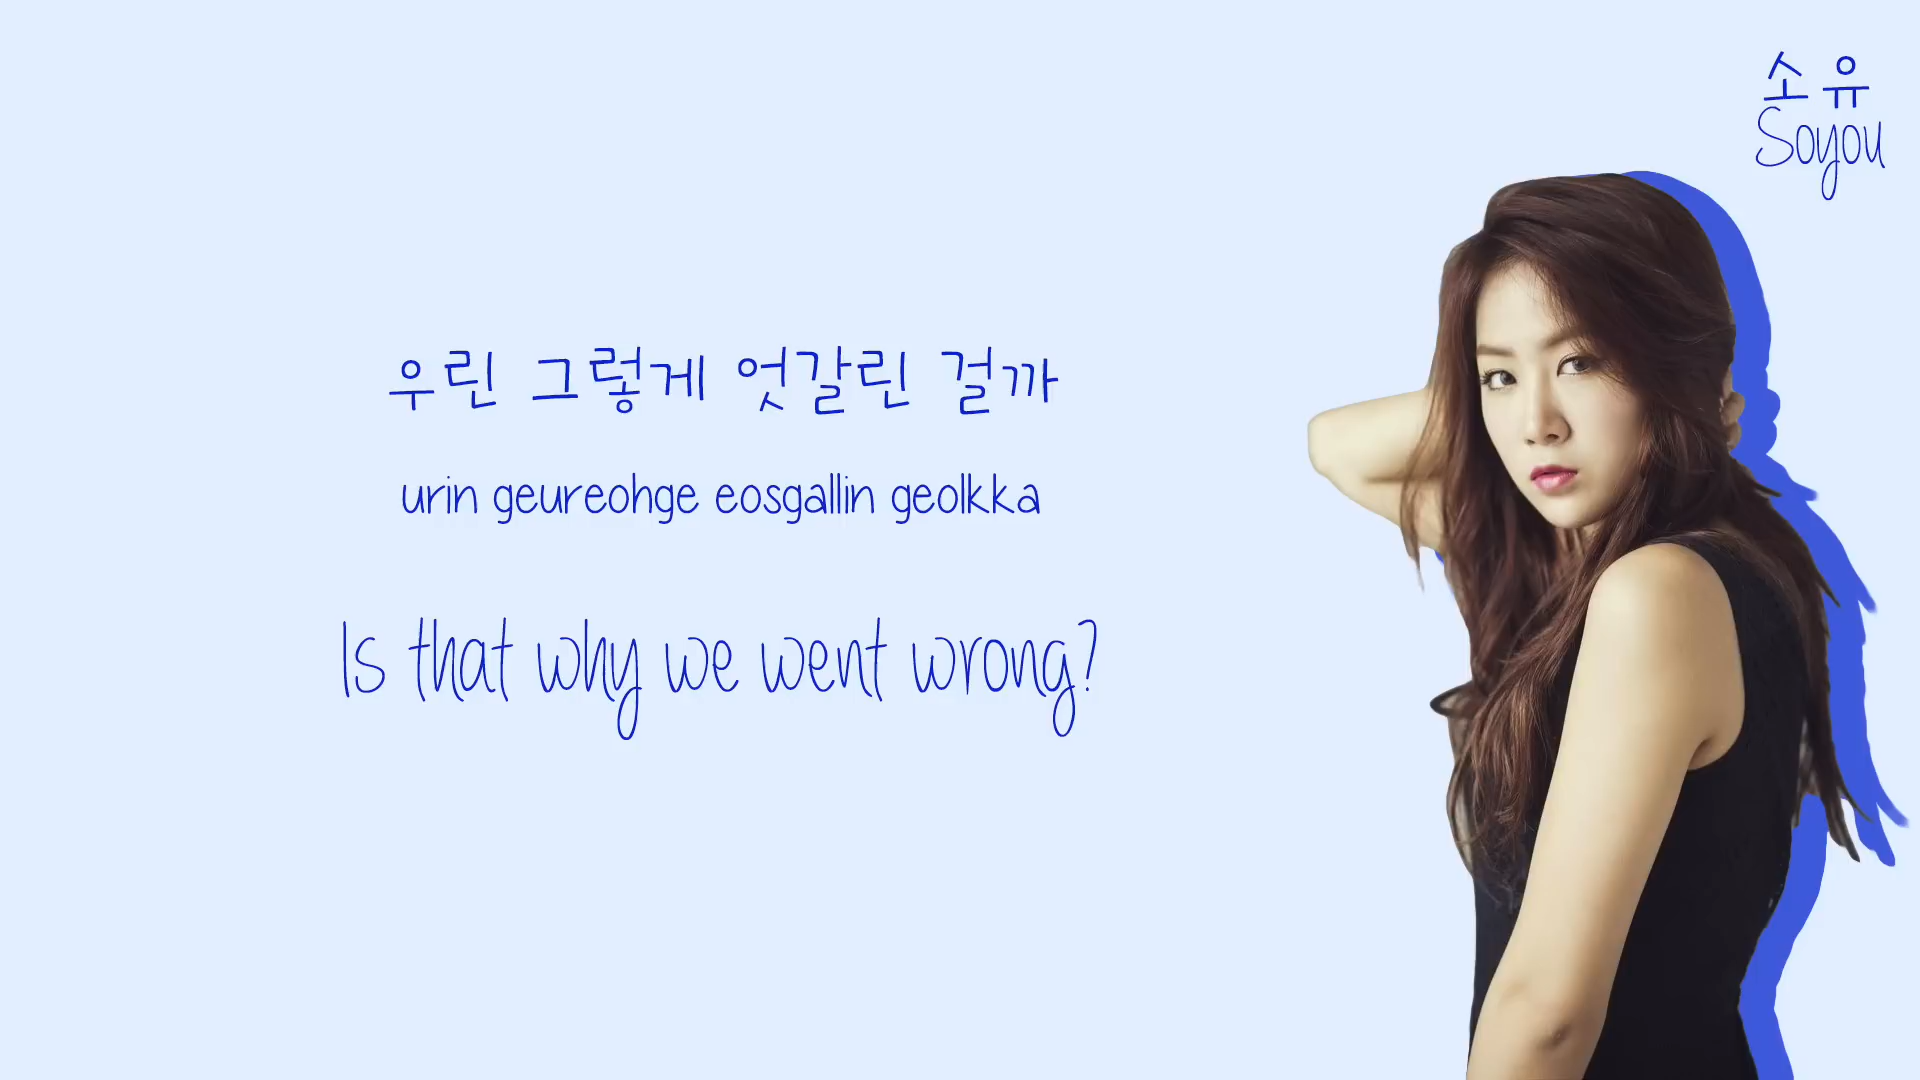 소유
Soyou
우린 그렇게 엇갈린 걸까
urin geureohge eosgallin geolkka
Is that why we went wrong?